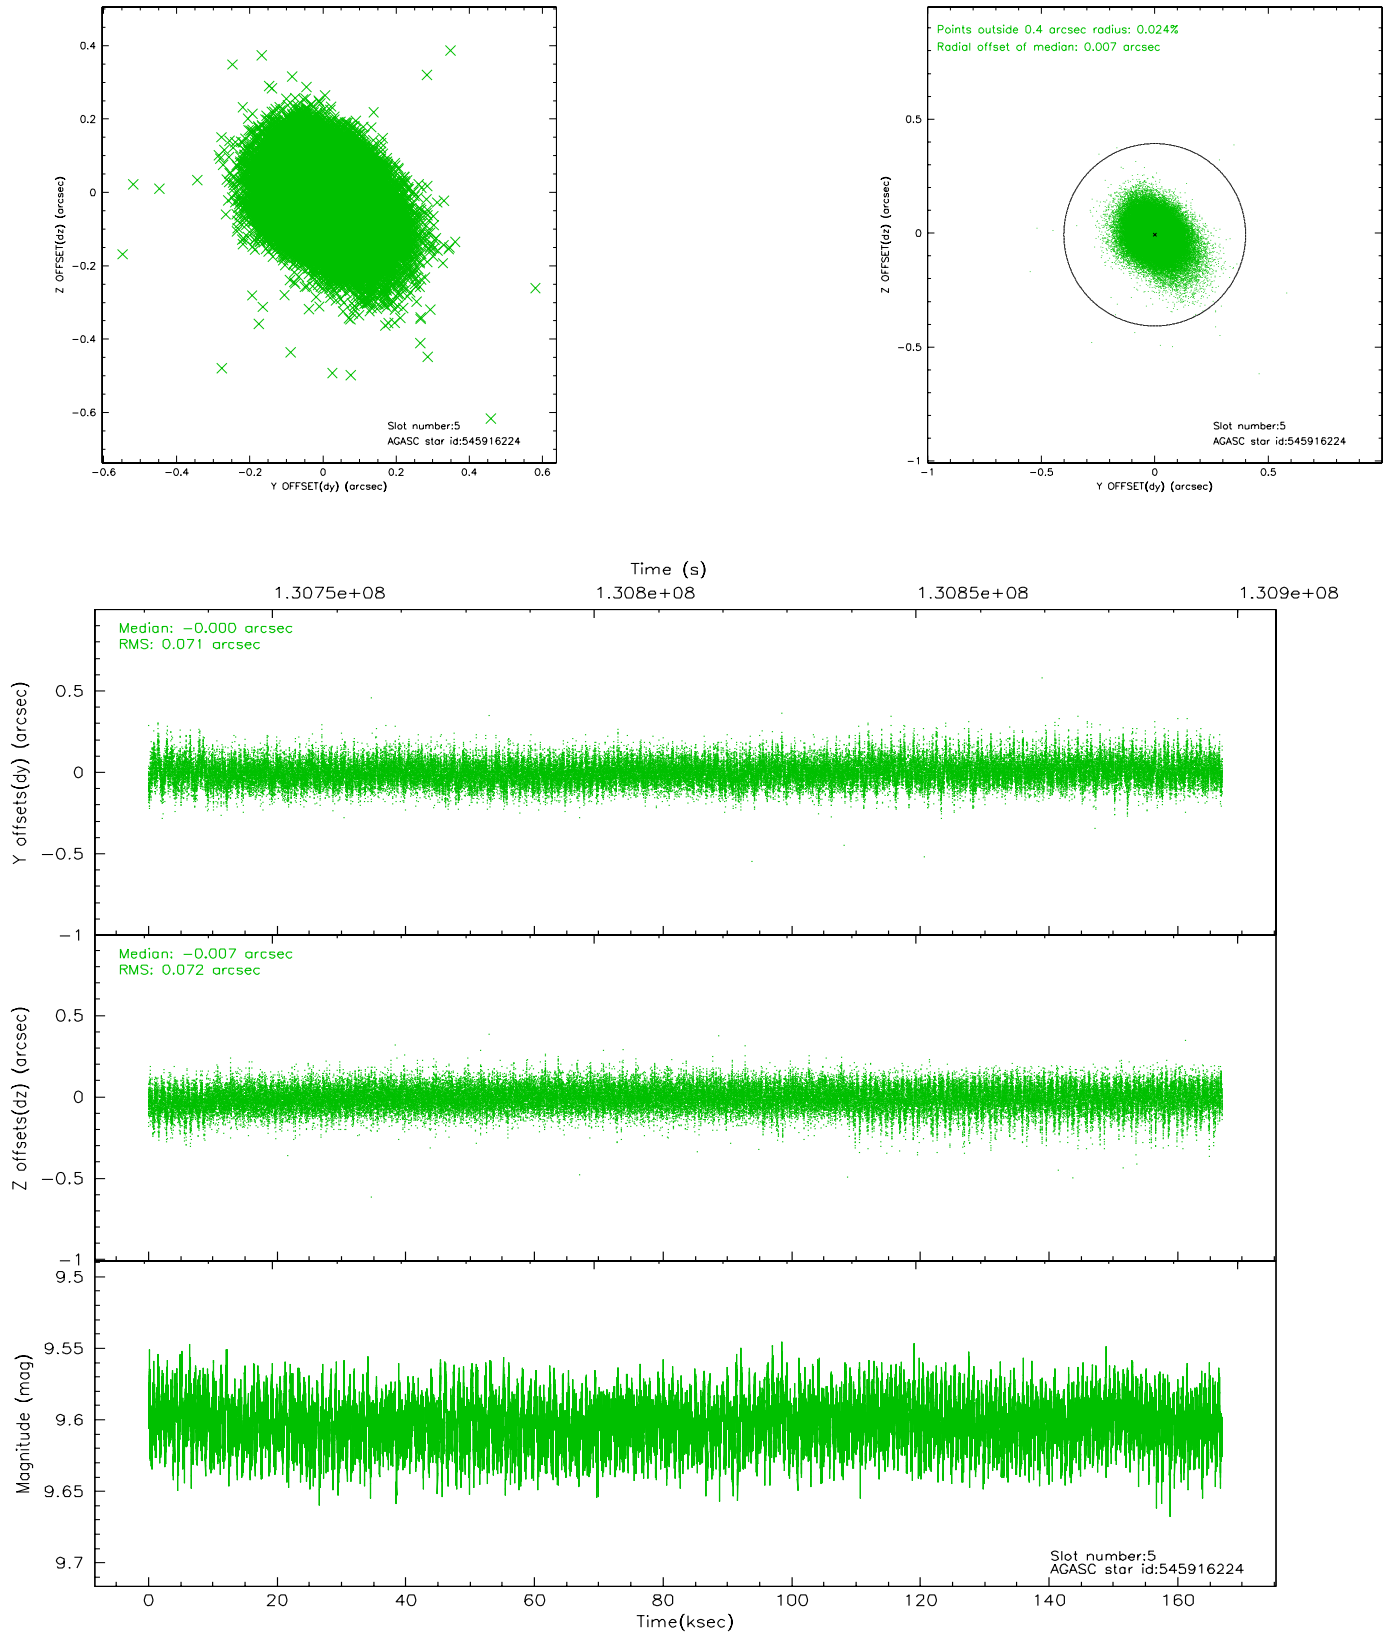 0.4
0.2
0
-0.2
-0.4
-0.6
Z OFFSET(dz) (arcsec)
Slot number:5
AGASC star id:545916224
-0.6 -0.4 -0.2 0 0.2 0.4 0.6
Y OFFSET(dy) (arcsec)
Points outside 0.4 arcsec radius: 0.024%
Radial offset of median: 0.007 arcsec
0.5
0
-0.5
-1
Z OFFSET(dz) (arcsec)
Slot number:5
AGASC star id:545916224
-1 -0.5 0 0.5
Y OFFSET(dy) (arcsec)
Time (s)
1.3075e+08 1.308e+08 1.3085e+08 1.309e+08
Median: -0.000 arcsec
RMS: 0.071 arcsec
0.5
0
-0.5
-1
Y offsets(dy) (arcsec)
Median: -0.007 arcsec
RMS: 0.072 arcsec
0.5
0
-0.5
-1
Z offsets(dz) (arcsec)
9.5
9.55
9.6
9.65
9.7
Magnitude (mag)
Slot number:5
AGASC star id:545916224
0 20 40 60 80 100 120 140 160
Time(ksec)